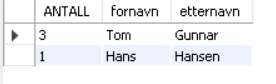 ANTALL fornavn etternavn
3 Tom Gunnar
1 Hans Hansen